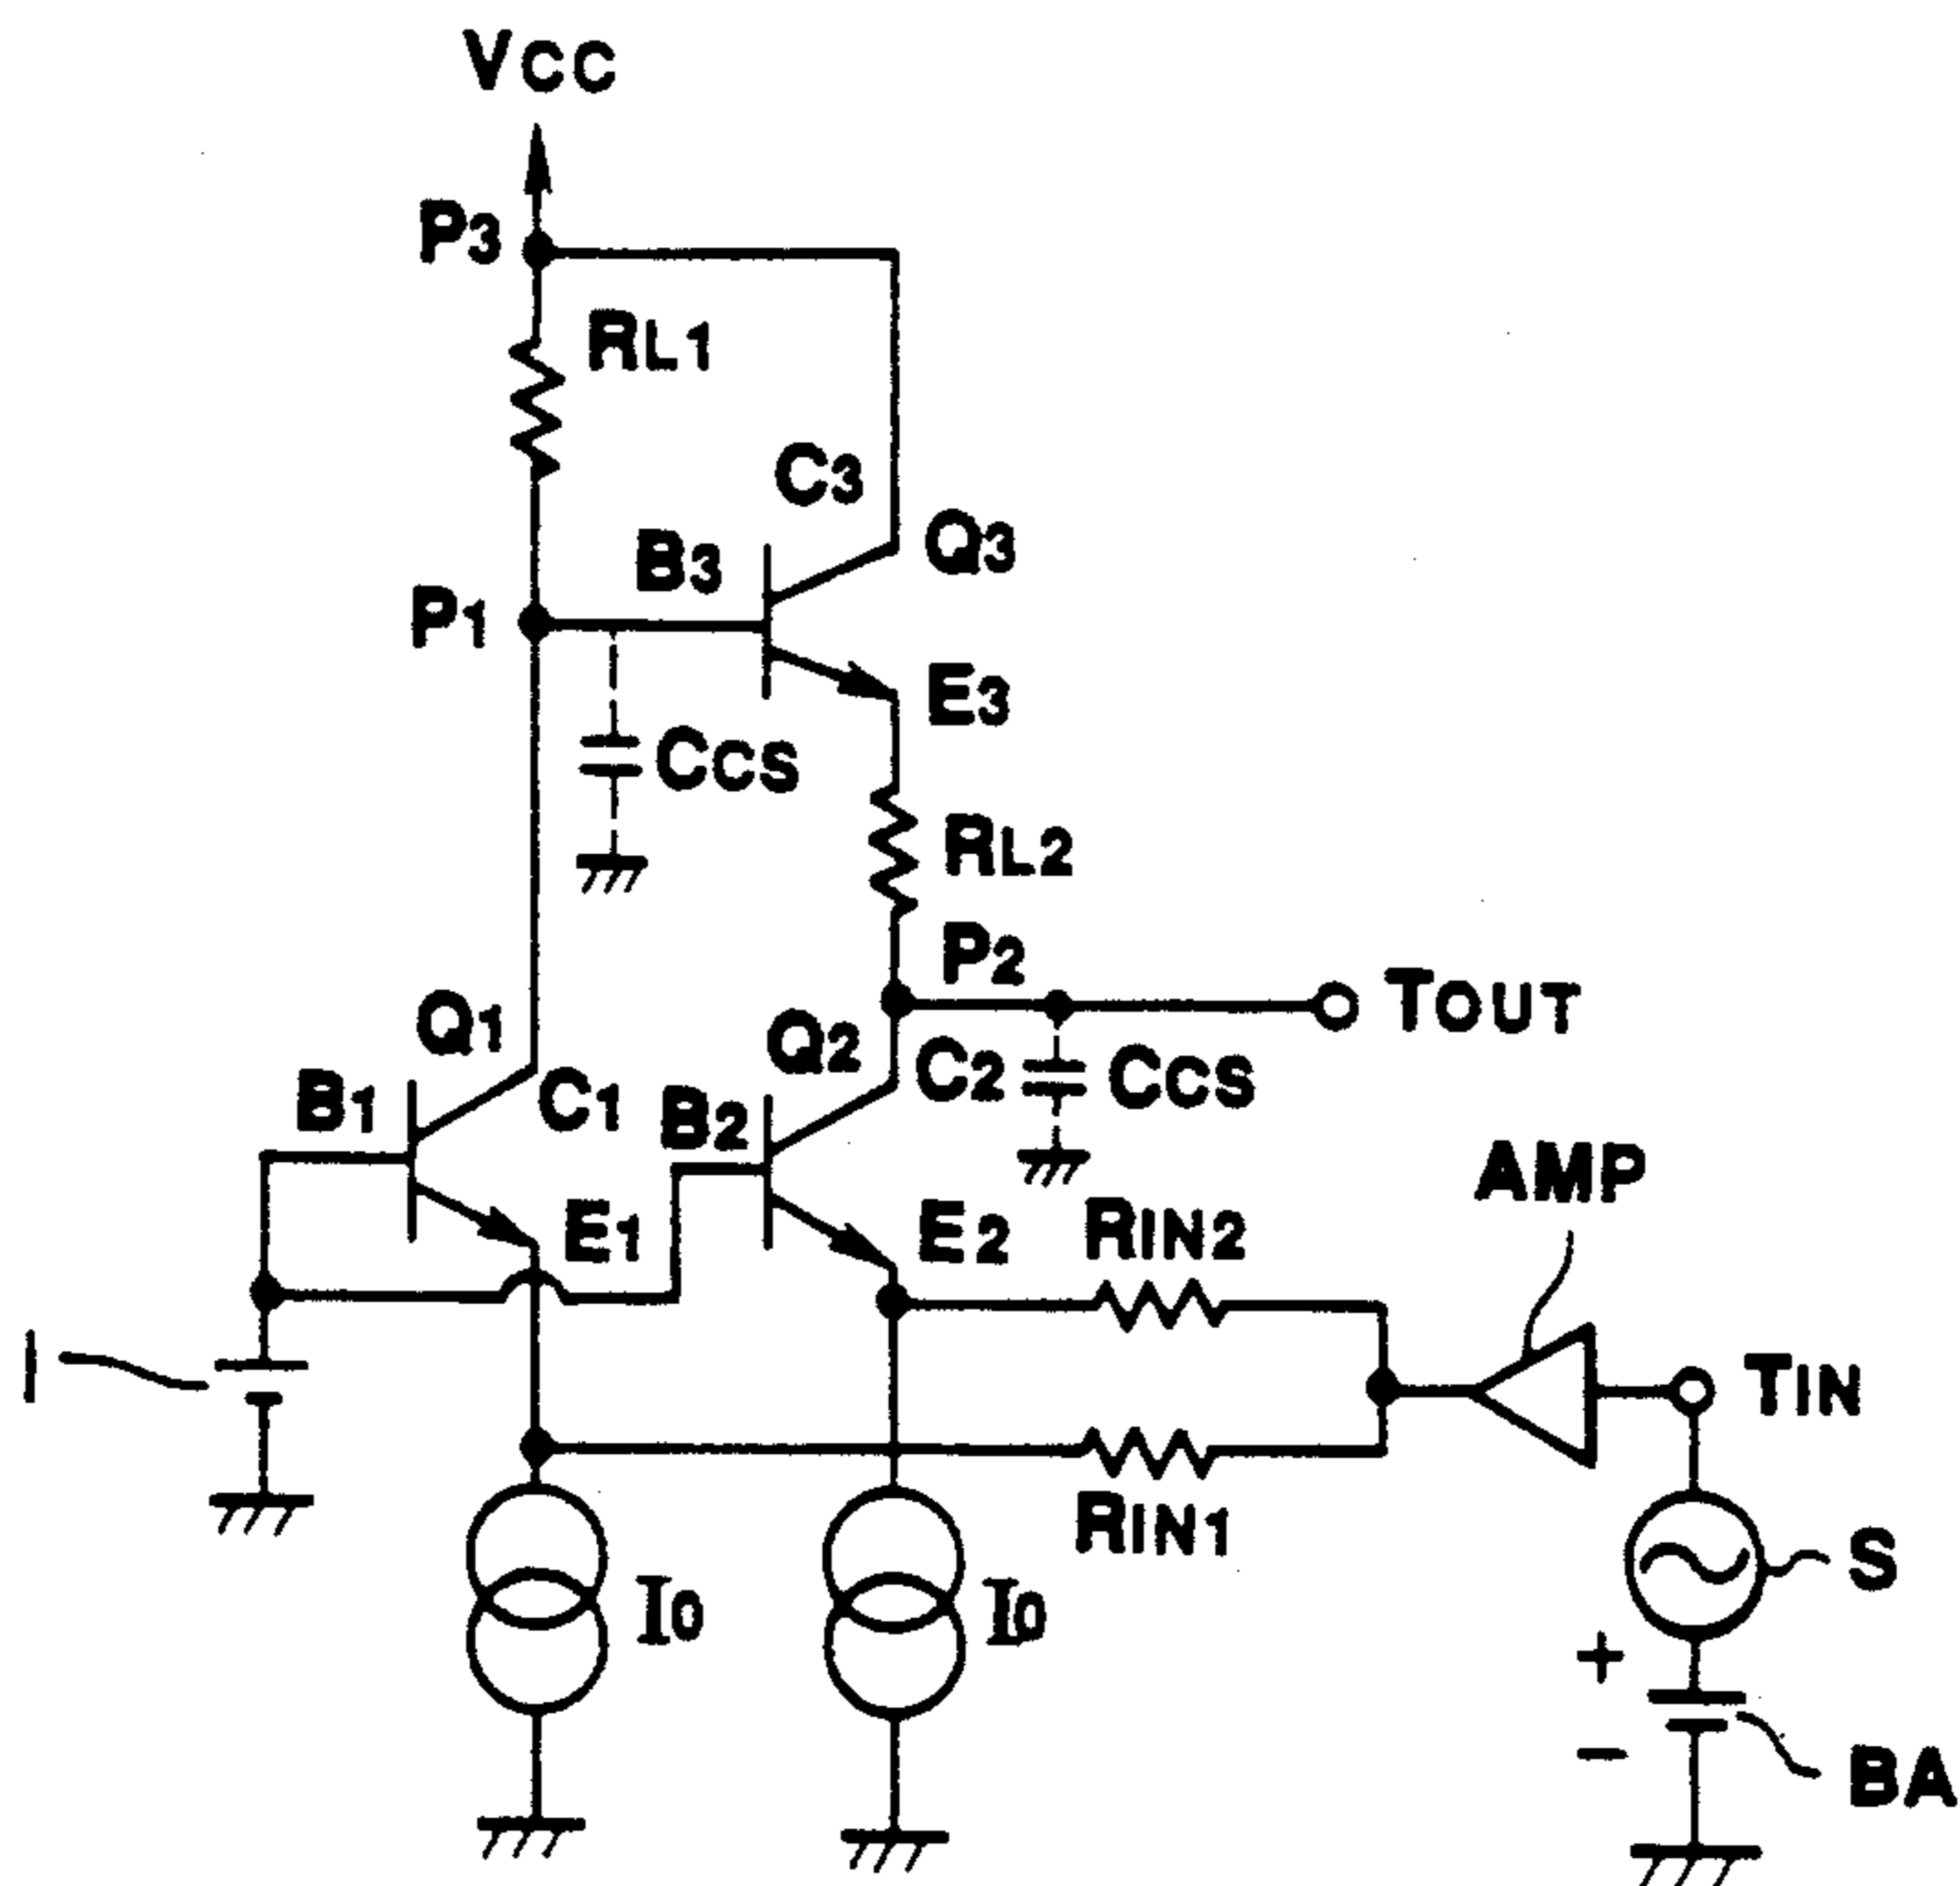 VCC
P3
RL1
C3
Q3
B3
P1
E3
CCS
RL2
P2
TOUT
Q1
Q2
C2
CCS
B1
C1
B2
AMP
E1
E2
RIN2
1
TIN
RIN1
S
I0
I0
+
−
BA